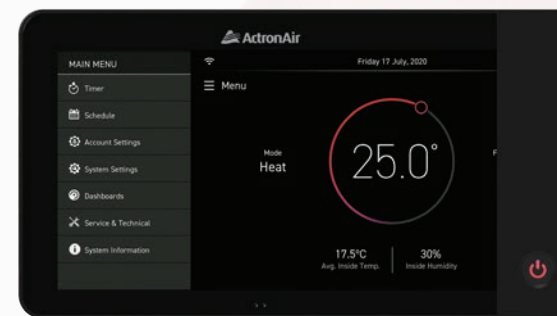 ActronAir
MAIN MENU
Timer
Schedule
Account Settings
System Settings
Dashboards
Service & Technical
System Information
Friday 17 July, 2020
Menu
Mode
Heat
25.0°
F
17.5°C
Avg. Inside Temp.
30%
Inside Humidity